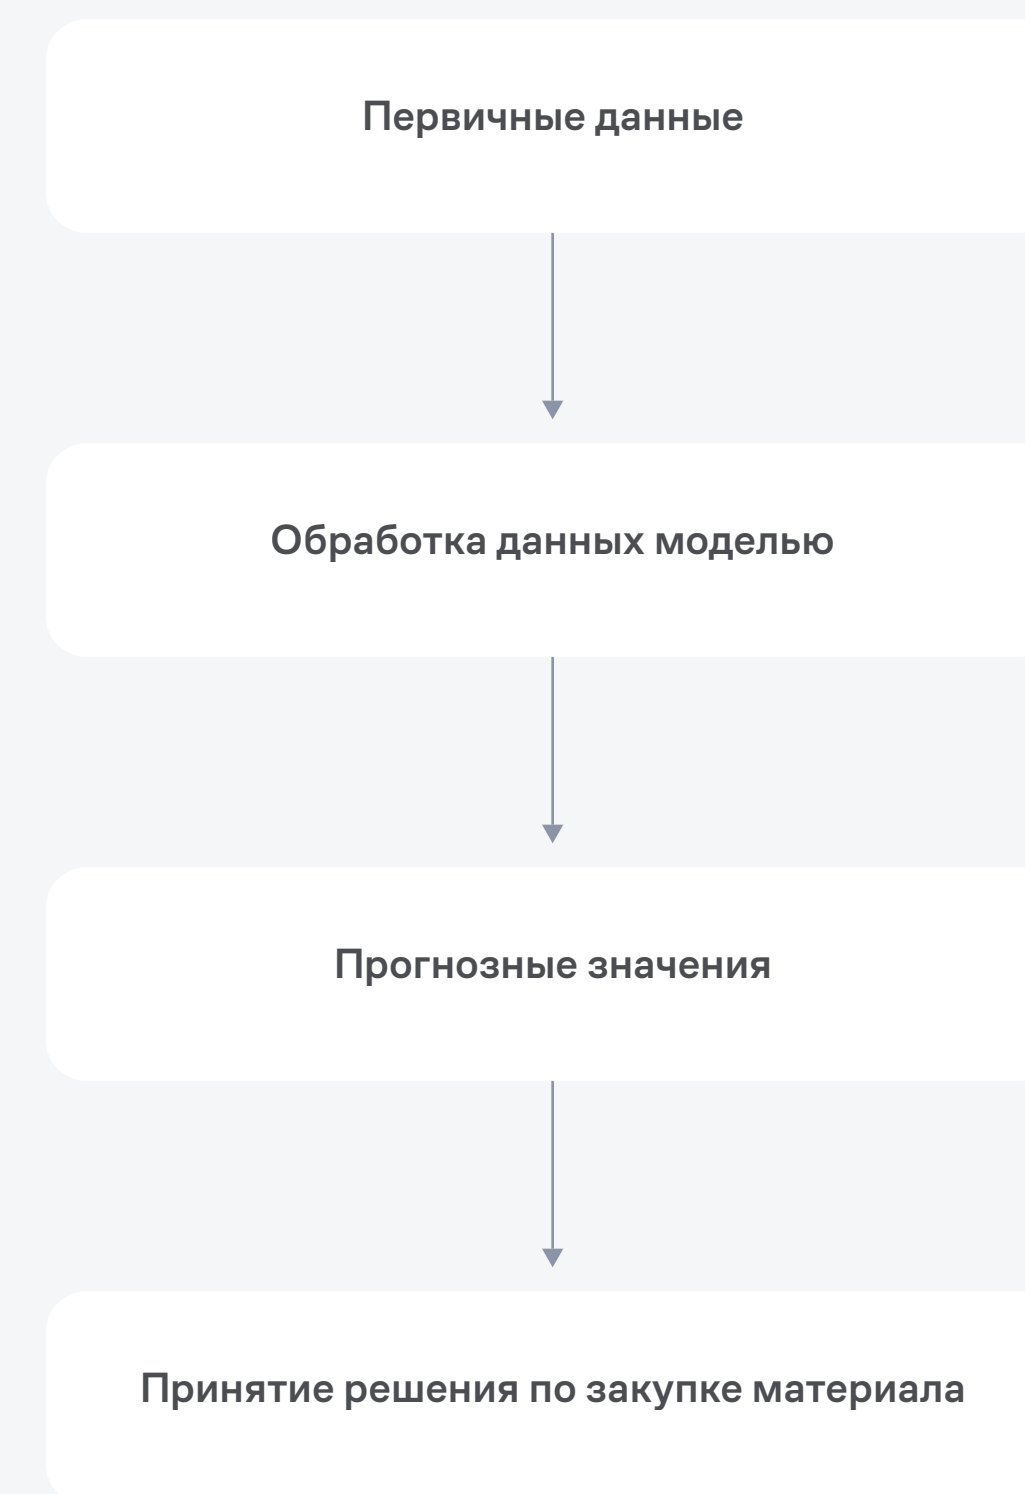 Первичные данные
Обработка данных моделью
Прогнозные значения
Принятие решения по закупке материала